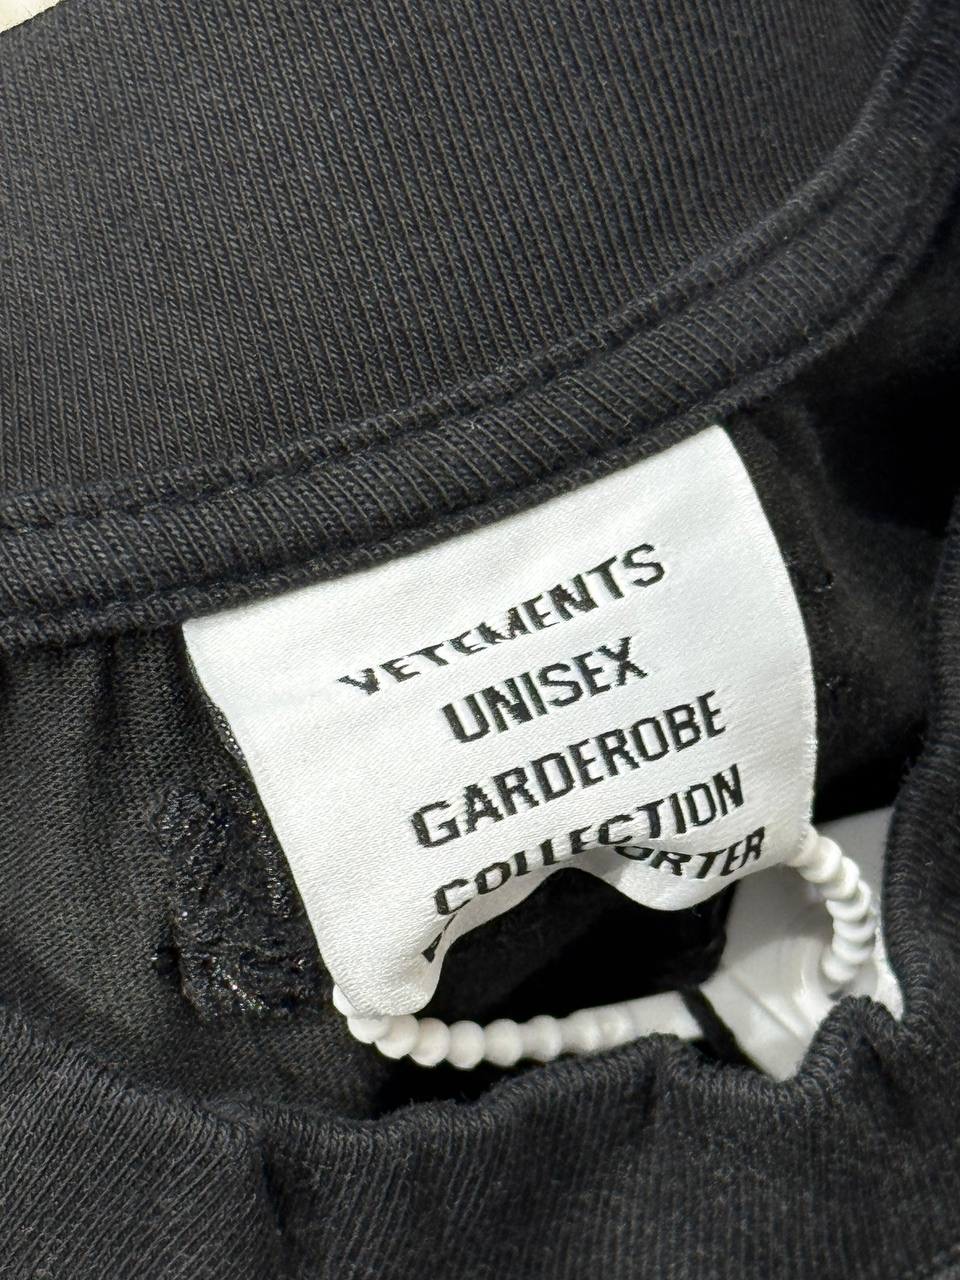 VETEMENTS
UNISEX
GARDEROBE
COLLECTION